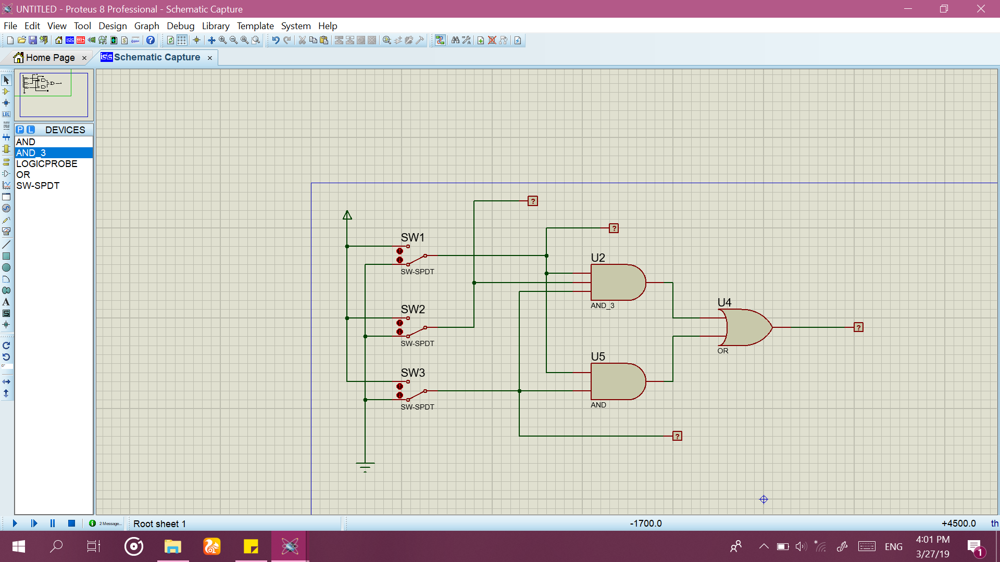 UNTITLED - Proteus 8 Professional - Schematic Capture
File Edit View Tool Design Graph Debug Library Template System Help
Home Page × Schematic Capture ×
P L DEVICES
AND
AND_3
LOGICPROBE
OR
SW-SPDT
?
?
SW1
SW-SPDT
U2
AND_3
SW2
SW-SPDT
U4
OR
?
U5
AND
SW3
SW-SPDT
?
2 Message... Root sheet 1 -1700.0 +4500.0 th
ENG
4:01 PM
3/27/19
1